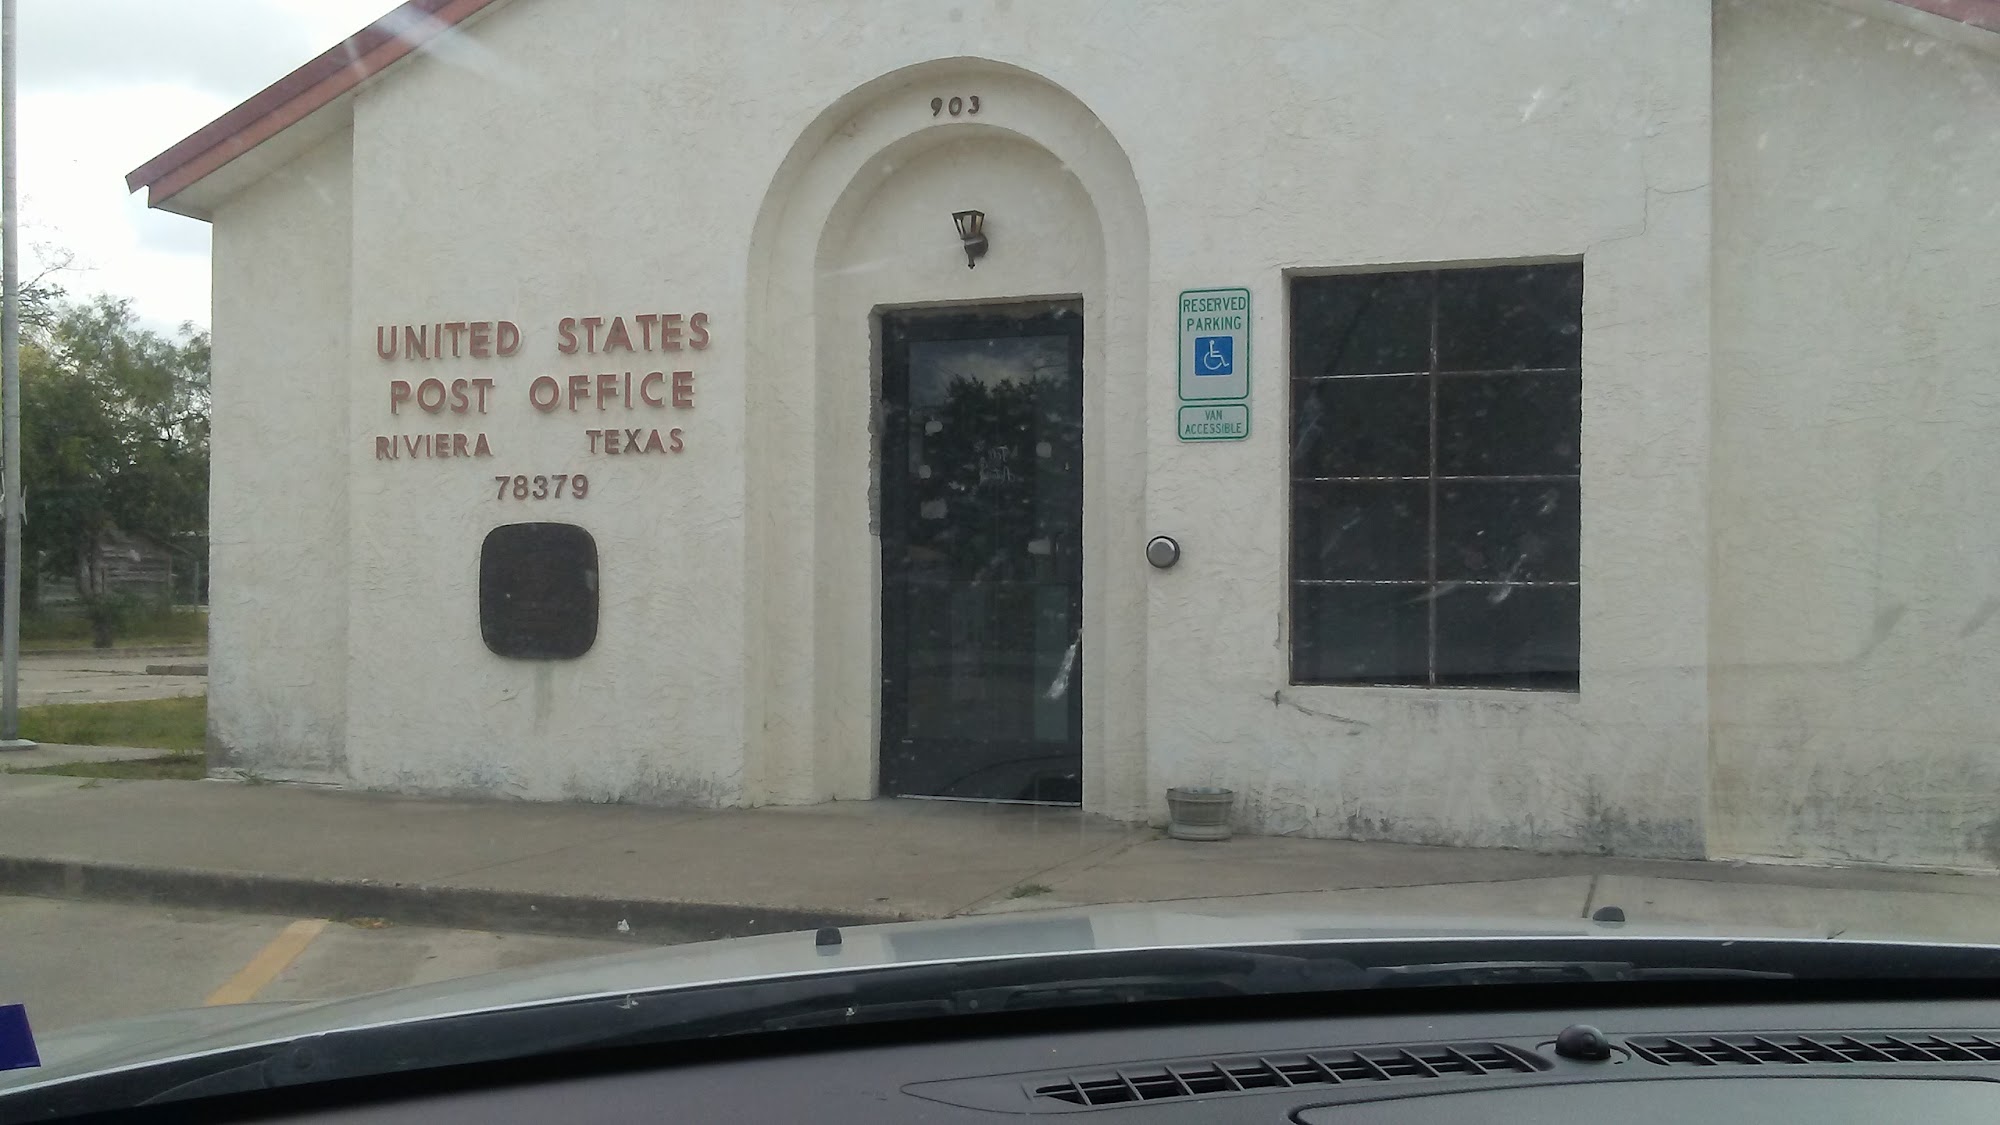 903
UNITED STATES
POST OFFICE
RIVIERA TEXAS
78379
RESERVED
PARKING
VAN
ACCESSIBLE